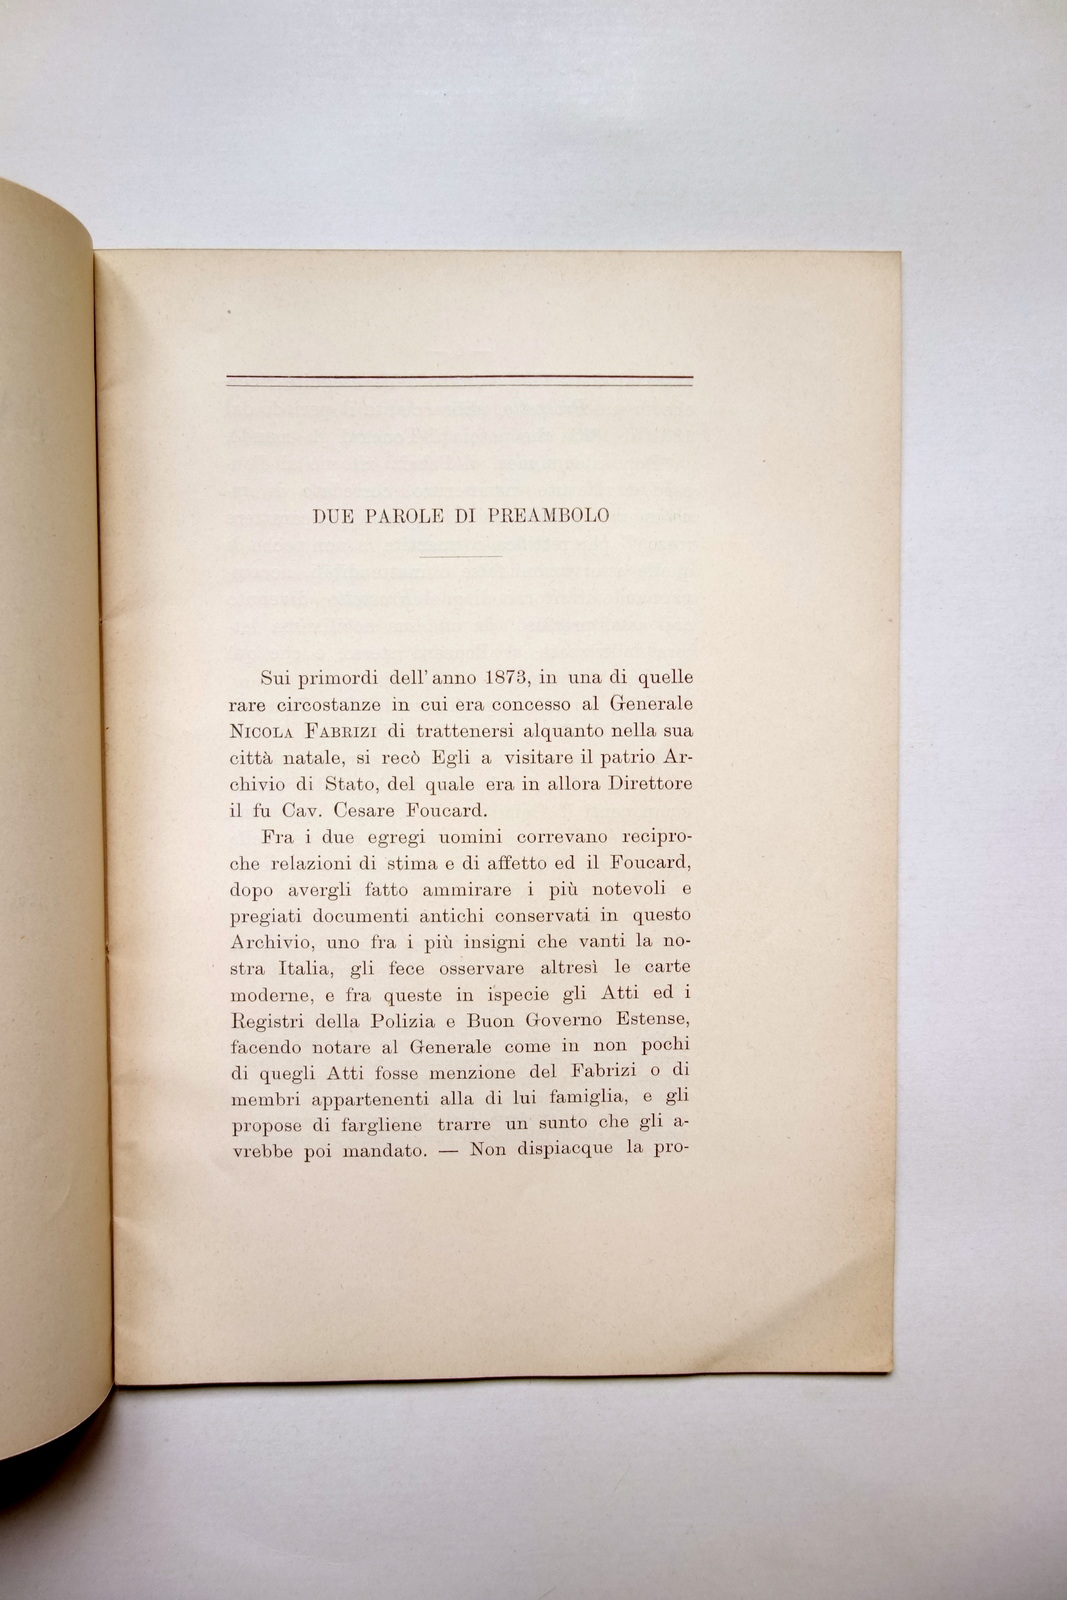 DUE PAROLE DI PREAMBOLO
Sui primordi dell' anno 1873, in una di quelle
rare circostanze in cui era concesso al Generale
NICOLA FABRIZI di trattenersi alquanto nella sua
città natale, si recò Egli a visitare il patrio Ar-
chivio di Stato, del quale era in allora Direttore
il fu Cav. Cesare Foucard.
Fra i due egregi uomini correvano recipro-
che relazioni di stima e di affetto ed il Foucard,
dopo avergli fatto ammirare i più notevoli e
pregiati documenti antichi conservati in questo
Archivio, uno fra i più insigni che vanti la no-
stra Italia, gli fece osservare altresì le carte
moderne, e fra queste in ispecie gli Atti ed i
Registri della Polizia e Buon Governo Estense,
facendo notare al Generale come in non pochi
di quegli Atti fosse menzione del Fabrizi o di
membri appartenenti alla di lui famiglia, e gli
propose di fargliene trarre un sunto che gli a-
vrebbe poi mandato. — Non dispiacque la pro-